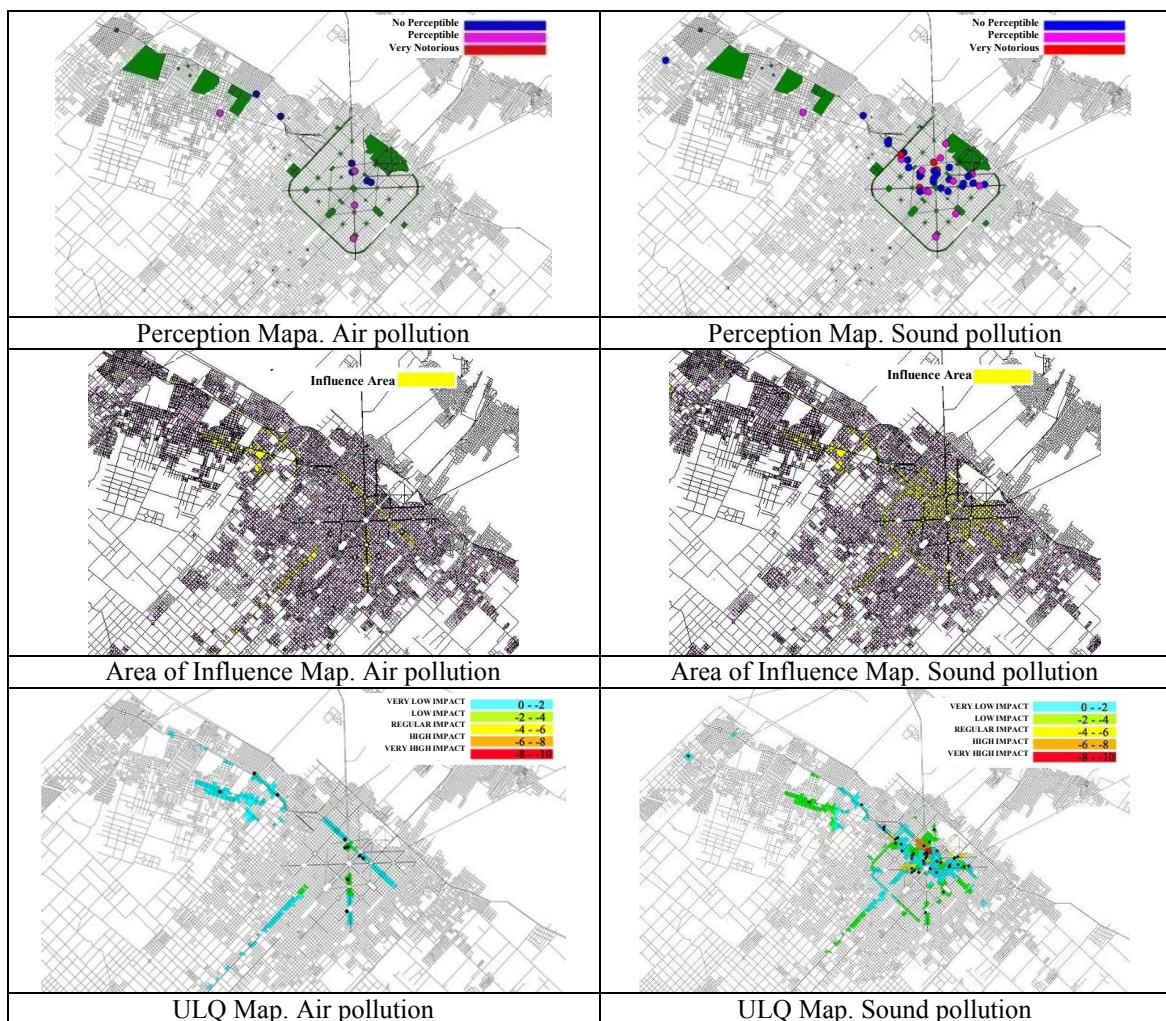 No Perceptible
Perceptible
Very Notorious
No Perceptible
Perceptible
Very Notorious
Perception Mapa. Air pollution
Perception Map. Sound pollution
Influence Area
Influence Area
Area of Influence Map. Air pollution
Area of Influence Map. Sound pollution
VERY LOW IMPACT 0 - -2
LOW IMPACT -2 - -4
REGULAR IMPACT -4 - -6
HIGH IMPACT -6 - -8
VERY HIGH IMPACT -8 - -10
VERY LOW IMPACT 0 - -2
LOW IMPACT -2 - -4
REGULAR IMPACT -4 - -6
HIGH IMPACT -6 - -8
VERY HIGH IMPACT -8 - -10
ULQ Map. Air pollution
ULQ Map. Sound pollution